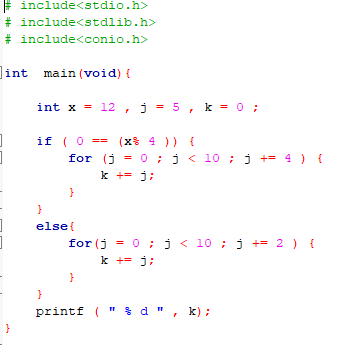 # include<stdio.h>
# include<stdlib.h>
# include<conio.h>
int  main(void){
int x = 12 , j = 5 , k = 0 ;
if ( 0 == (x% 4 )) {
for (j = 0 ; j < 10 ; j += 4 ) {
k += j;
}
}
else{
for(j = 0 ; j < 10 ; j += 2 ) {
k += j;
}
}
printf ( " % d " , k);
}